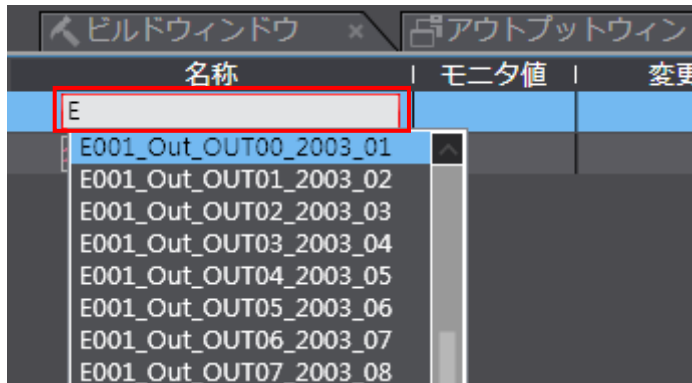 ビルドウィンドウ × アウトプットウィン
名称 モニタ値 変更
E
E001_Out_OUT00_2003_01
E001_Out_OUT01_2003_02
E001_Out_OUT02_2003_03
E001_Out_OUT03_2003_04
E001_Out_OUT04_2003_05
E001_Out_OUT05_2003_06
E001_Out_OUT06_2003_07
E001_Out_OUT07_2003_08